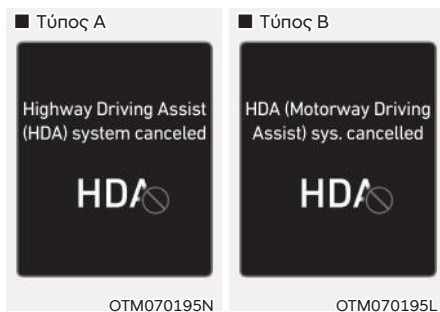 ■ Τύπος A
Highway Driving Assist
(HDA) system canceled
HDA
OTM070195N
■ Τύπος B
HDA (Motorway Driving
Assist) sys. cancelled
HDA
OTM070195L